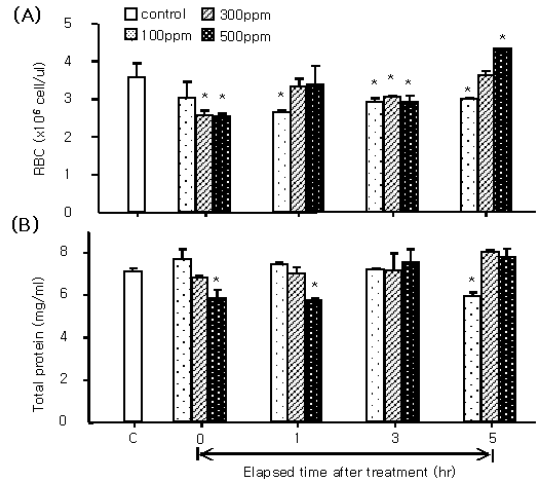 (A)
control
300ppm
100ppm
500ppm
RBC (x10⁶ cell/ul)
5
4
3
2
1
0
* * * * * * * * *
(B)
Total protein (mg/ml)
8
6
4
2
0
* * *
C 0 1 3 5
Elapsed time after treatment (hr)